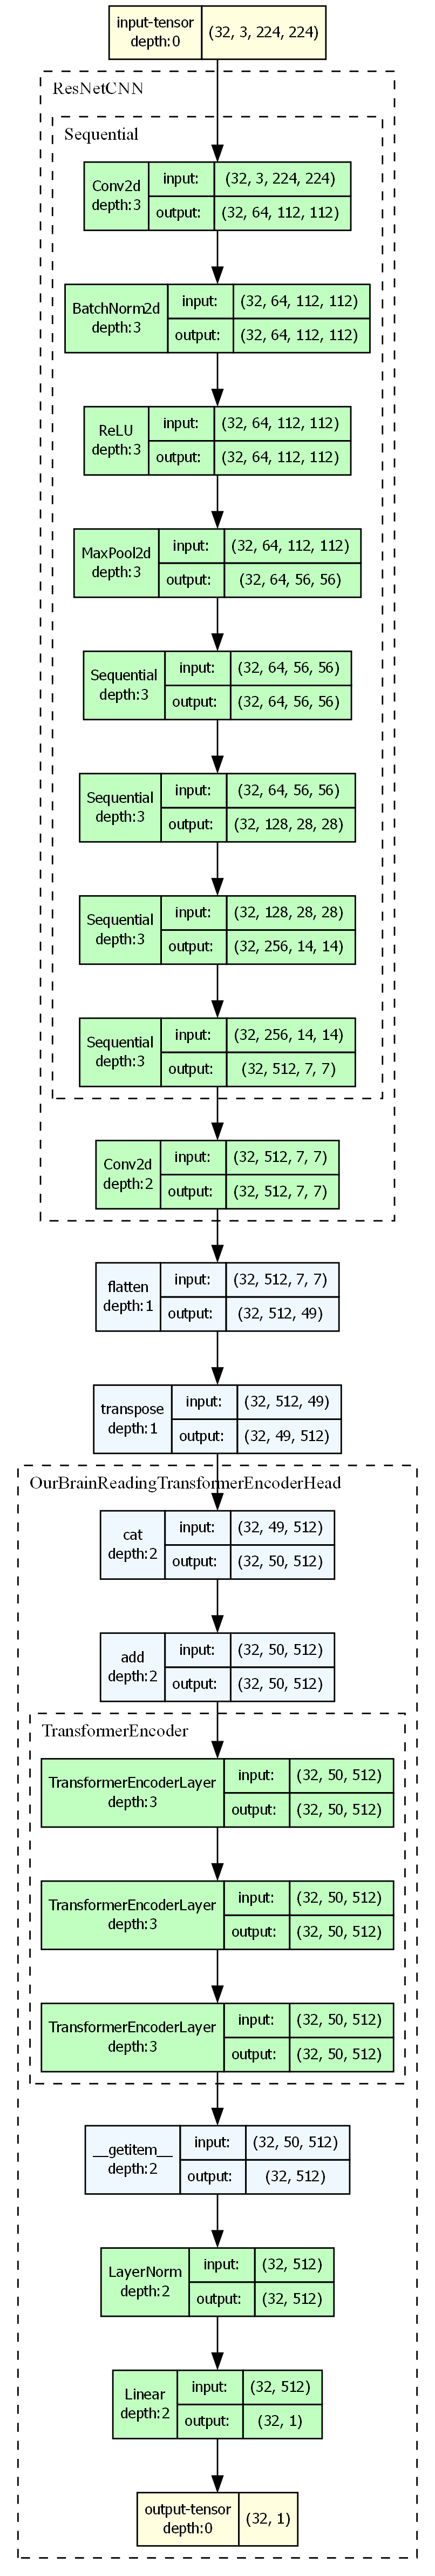 input-tensor
depth:0
(32, 3, 224, 224)
ResNetCNN
Sequential
Conv2d
depth:3
input:
(32, 3, 224, 224)
output:
(32, 64, 112, 112)
BatchNorm2d
depth:3
input:
(32, 64, 112, 112)
output:
(32, 64, 112, 112)
ReLU
depth:3
input:
(32, 64, 112, 112)
output:
(32, 64, 112, 112)
MaxPool2d
depth:3
input:
(32, 64, 112, 112)
output:
(32, 64, 56, 56)
Sequential
depth:3
input:
(32, 64, 56, 56)
output:
(32, 64, 56, 56)
Sequential
depth:3
input:
(32, 64, 56, 56)
output:
(32, 128, 28, 28)
Sequential
depth:3
input:
(32, 128, 28, 28)
output:
(32, 256, 14, 14)
Sequential
depth:3
input:
(32, 256, 14, 14)
output:
(32, 512, 7, 7)
Conv2d
depth:2
input:
(32, 512, 7, 7)
output:
(32, 512, 7, 7)
flatten
depth:1
input:
(32, 512, 7, 7)
output:
(32, 512, 49)
transpose
depth:1
input:
(32, 512, 49)
output:
(32, 49, 512)
OurBrainReadingTransformerEncoderHead
cat
depth:2
input:
(32, 49, 512)
output:
(32, 50, 512)
add
depth:2
input:
(32, 50, 512)
output:
(32, 50, 512)
TransformerEncoder
TransformerEncoderLayer
depth:3
input:
(32, 50, 512)
output:
(32, 50, 512)
TransformerEncoderLayer
depth:3
input:
(32, 50, 512)
output:
(32, 50, 512)
TransformerEncoderLayer
depth:3
input:
(32, 50, 512)
output:
(32, 50, 512)
__getitem__
depth:2
input:
(32, 50, 512)
output:
(32, 512)
LayerNorm
depth:2
input:
(32, 512)
output:
(32, 512)
Linear
depth:2
input:
(32, 512)
output:
(32, 1)
output-tensor
depth:0
(32, 1)